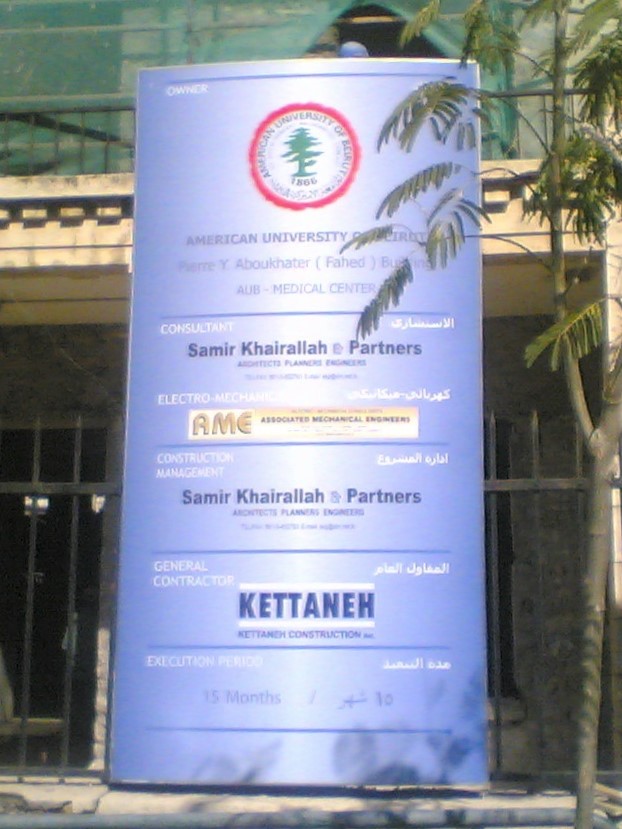 OWNER
AMERICAN UNIVERSITY OF BEIRUT
1866
AMERICAN UNIVERSITY OF BEIRUT
Pierre Y. Aboukhater ( Fahed ) Building
AUB - MEDICAL CENTER
CONSULTANT الاستشاري
Samir Khairallah & Partners
ARCHITECTS PLANNERS ENGINEERS
ELECTRO-MECHANICAL كهربائي-ميكانيكي
AME ASSOCIATED MECHANICAL ENGINEERS
CONSTRUCTION MANAGEMENT ادارة المشروع
Samir Khairallah & Partners
ARCHITECTS PLANNERS ENGINEERS
GENERAL CONTRACTOR المقاول العام
KETTANEH
KETTANEH CONSTRUCTION
EXECUTION PERIOD مدة التنفيذ
15 Months / ١٥ شهر